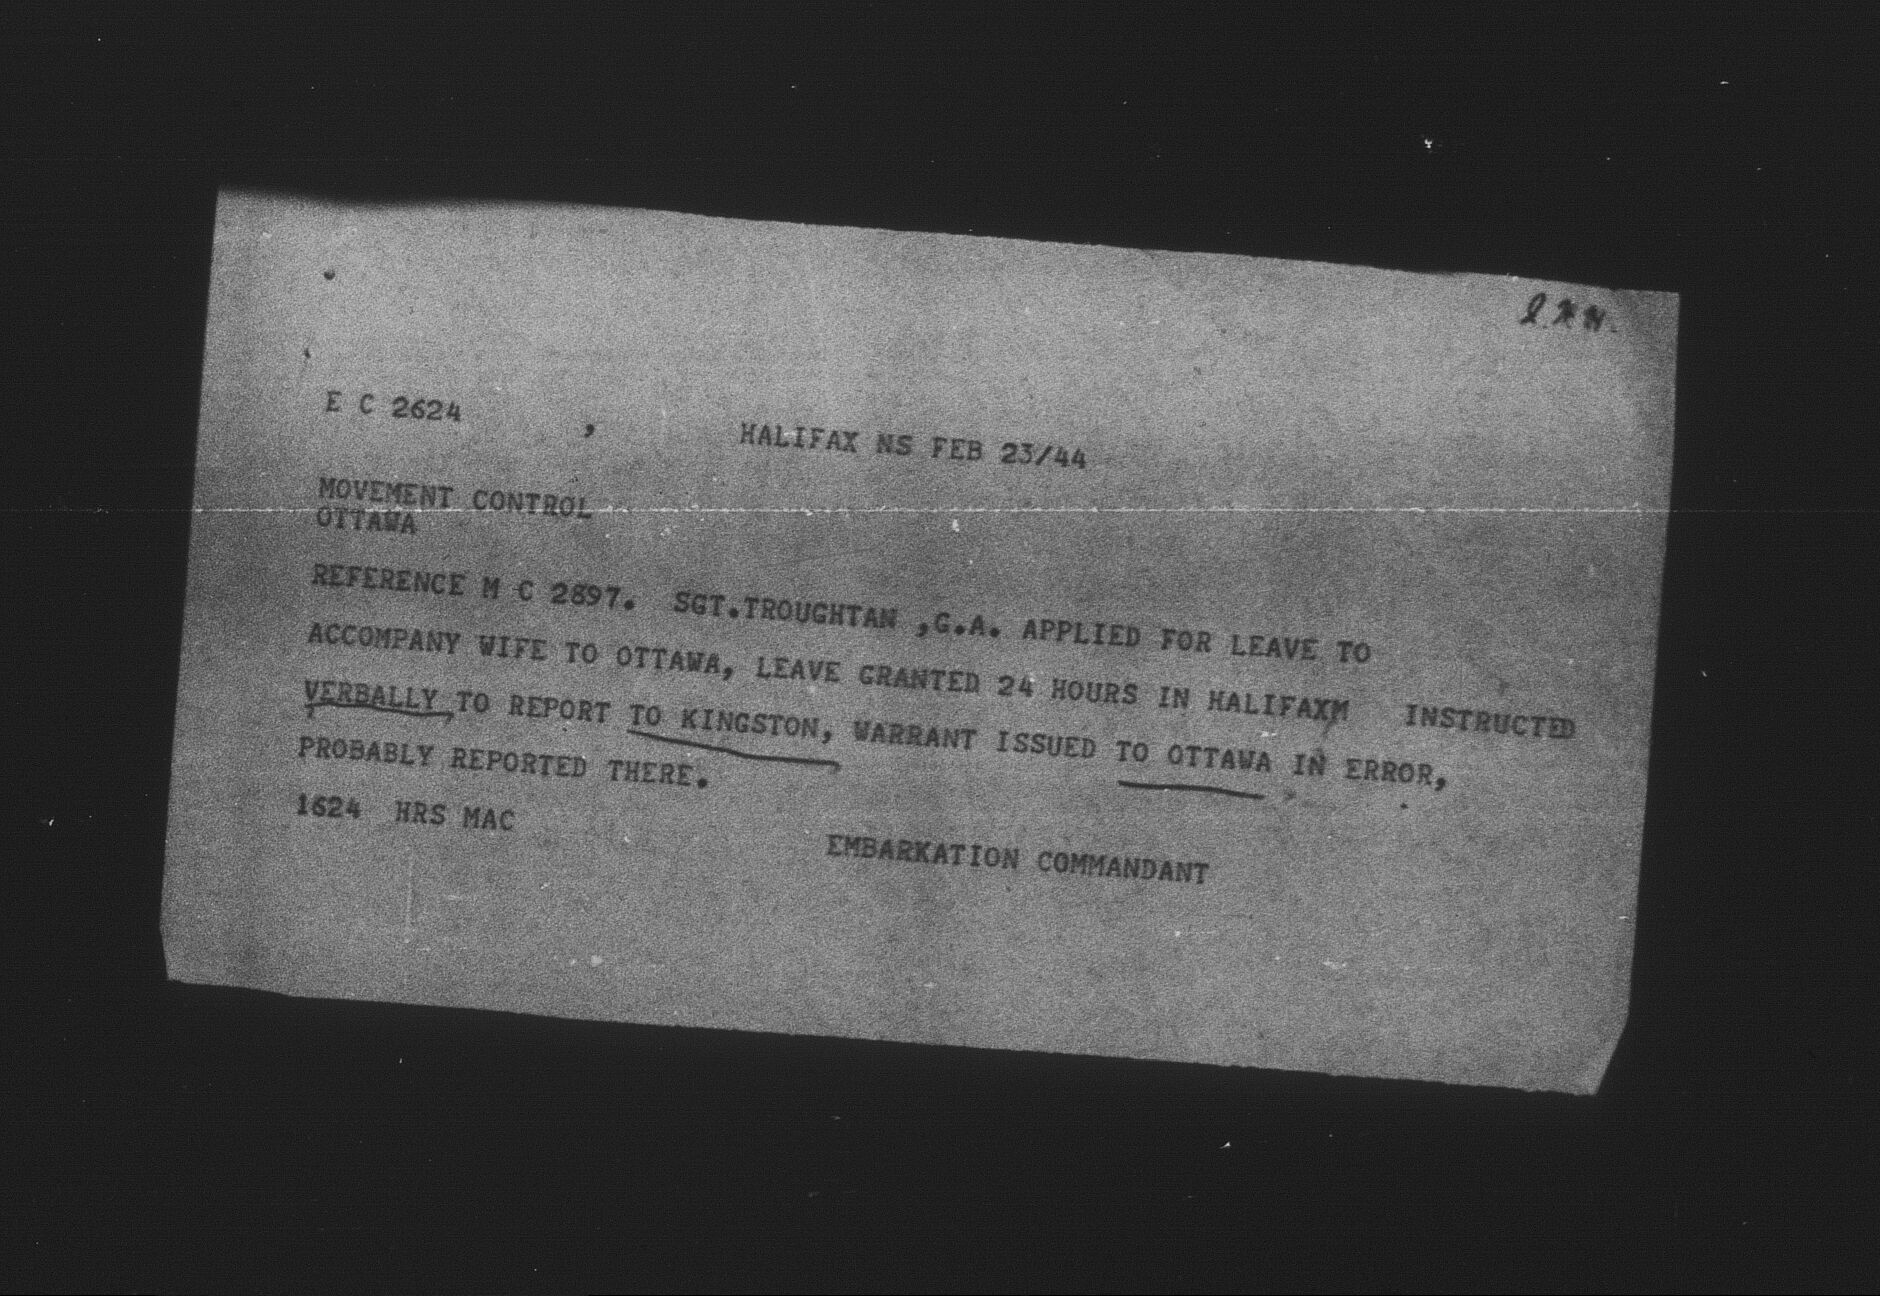 E C 2624 , HALIFAX NS FEB 23/44
MOVEMENT CONTROL
OTTAWA
REFERENCE M C 2897. SGT.TROUGHTAN ,G.A. APPLIED FOR LEAVE TO
ACCOMPANY WIFE TO OTTAWA, LEAVE GRANTED 24 HOURS IN HALIFAXM INSTRUCTED
VERBALLY TO REPORT TO KINGSTON, WARRANT ISSUED TO OTTAWA IN ERROR,
PROBABLY REPORTED THERE.
1624 HRS MAC
EMBARKATION COMMANDANT